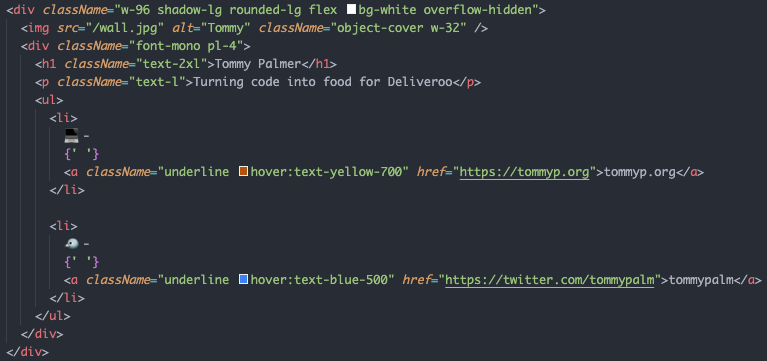 <div className="w-96 shadow-lg rounded-lg flex bg-white overflow-hidden">
<img src="/wall.jpg" alt="Tommy" className="object-cover w-32" />
<div className="font-mono pl-4">
<h1 className="text-2xl">Tommy Palmer</h1>
<p className="text-l">Turning code into food for Deliveroo</p>
<ul>
<li>
💻 -
{' '}
<a className="underline hover:text-yellow-700" href="https://tommyp.org">tommyp.org</a>
</li>
<li>
🐦 -
{' '}
<a className="underline hover:text-blue-500" href="https://twitter.com/tommypalm">tommypalm</a>
</li>
</ul>
</div>
</div>